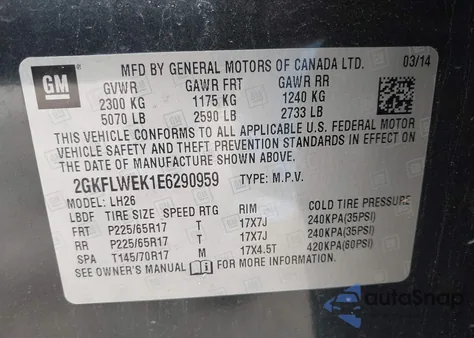 GM
MFD BY GENERAL MOTORS OF CANADA LTD. 03/14
GVWR GAWR FRT GAWR RR
2300 KG 1175 KG 1240 KG
5070 LB 2590 LB 2733 LB
THIS VEHICLE CONFORMS TO ALL APPLICABLE U.S. FEDERAL MOTOR
VEHICLE SAFETY AND THEFT PREVENTION STANDARDS IN EFFECT
ON THE DATE OF MANUFACTURE SHOWN ABOVE.
2GKFLWEK1E6290959 TYPE: M.P.V.
MODEL: LH26
LBDF TIRE SIZE SPEED RTG RIM COLD TIRE PRESSURE
FRT P225/65R17 T 17X7J 240KPA(35PSI)
RR P225/65R17 T 17X7J 240KPA(35PSI)
SPA T145/70R17 M 17X4.5T 420KPA(60PSI)
SEE OWNER'S MANUAL FOR MORE INFORMATION.
autoSnap